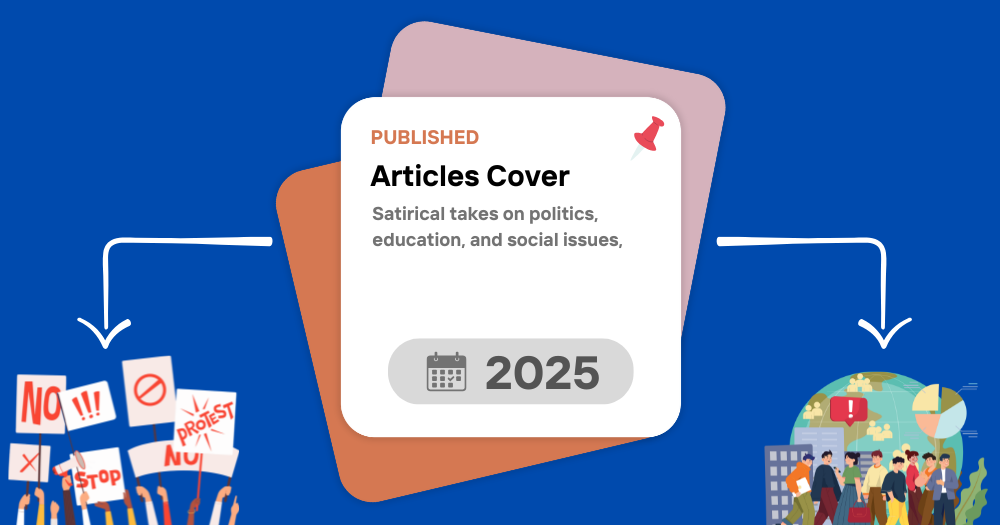 PUBLISHED
Articles Cover
Satirical takes on politics,
education, and social issues,
2025
NO
!!!
PROTEST
NO
STOP
!